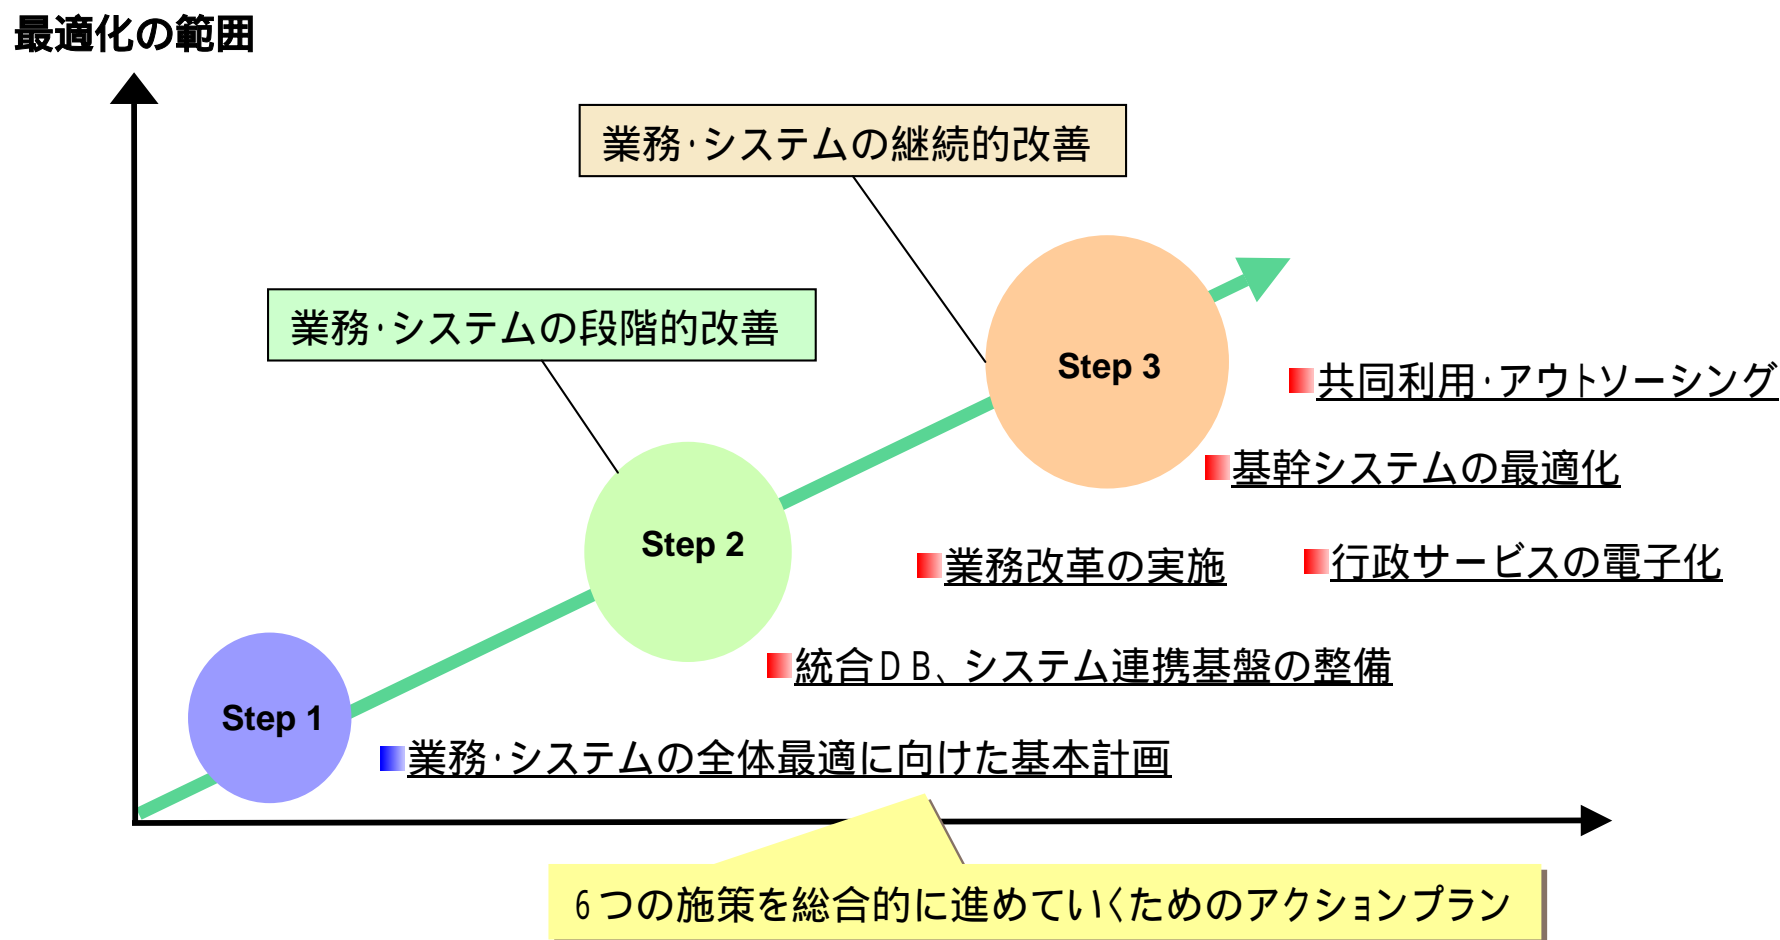 最適化の範囲
業務・システムの継続的改善
業務・システムの段階的改善
Step 3
共同利用・アウトソーシング
基幹システムの最適化
Step 2
業務改革の実施
行政サービスの電子化
統合DB、システム連携基盤の整備
Step 1
業務・システムの全体最適に向けた基本計画
6つの施策を総合的に進めていくためのアクションプラン